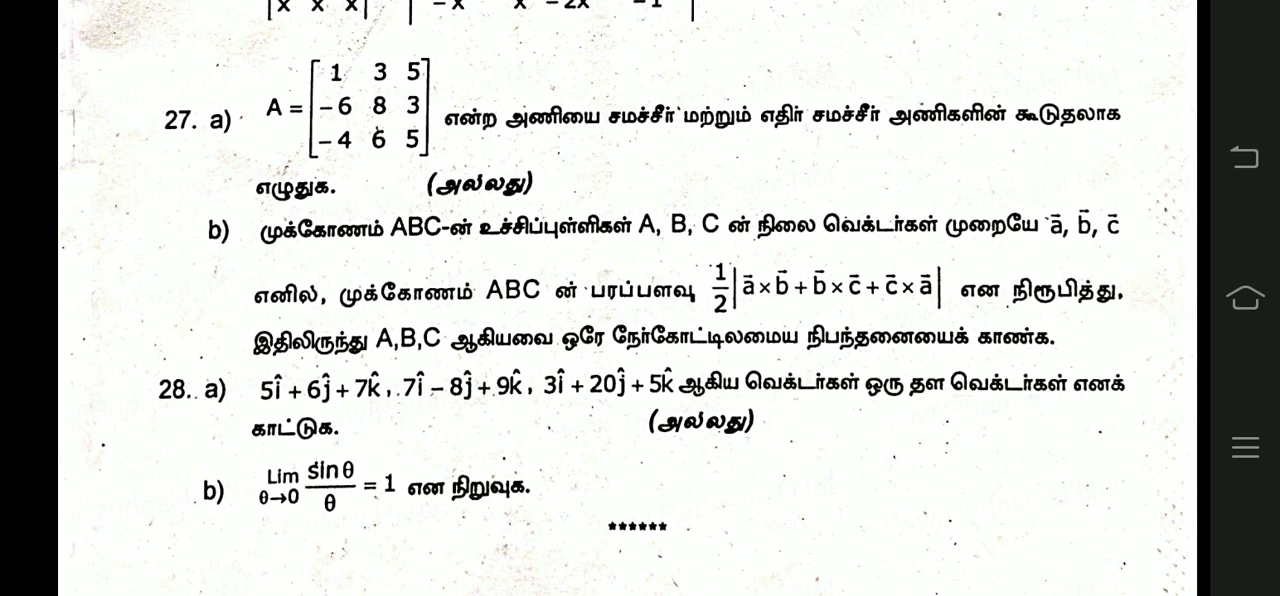 |x x x| | – x x – 2x – 1 |
27. a) A = [ 1 3 5
– 6 8 3
– 4 6 5 ] என்ற அணியை சமச்சீர் மற்றும் எதிர் சமச்சீர் அணிகளின் கூடுதலாக
எழுதுக. (அல்லது)
b) முக்கோணம் ABC-ன் உச்சிப்புள்ளிகள் A, B, C ன் நிலை வெக்டர்கள் முறையே a⃗, b⃗, c⃗
எனில், முக்கோணம் ABC ன் பரப்பளவு 1/2 |a⃗ × b⃗ + b⃗ × c⃗ + c⃗ × a⃗| என நிரூபித்து,
இதிலிருந்து A,B,C ஆகியவை ஒரே நேர்கோட்டிலமைய நிபந்தனையைக் காண்க.
28. a) 5î + 6ĵ + 7k̂, 7î – 8ĵ + 9k̂, 3î + 20ĵ + 5k̂ ஆகிய வெக்டர்கள் ஒரு தள வெக்டர்கள் எனக்
காட்டுக. (அல்லது)
b) Lim θ→0 sinθ/θ = 1 என நிறுவுக.
******